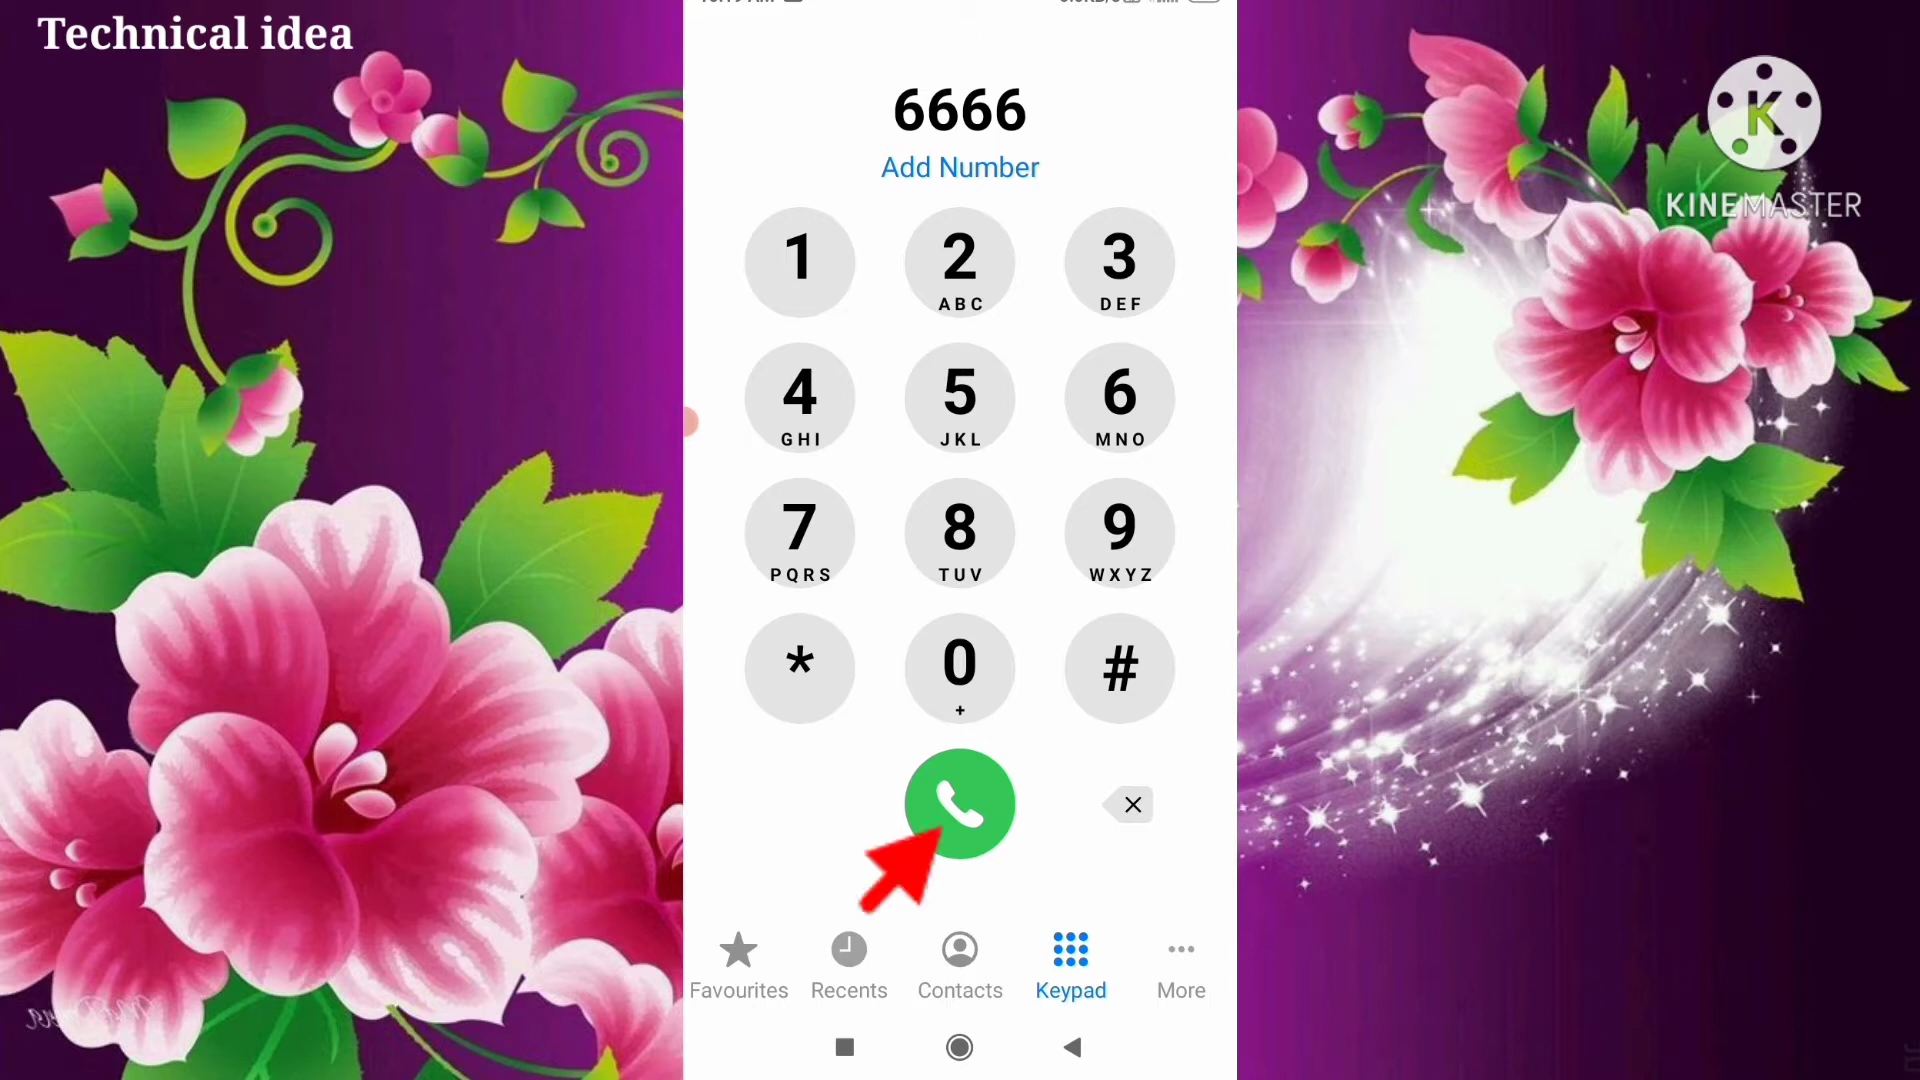 Technical idea
6666
Add Number
1
2
ABC
3
DEF
4
GHI
5
JKL
6
MNO
7
PQRS
8
TUV
9
WXYZ
*
0
+
#
Favourites
Recents
Contacts
Keypad
More
K
KINEMASTER